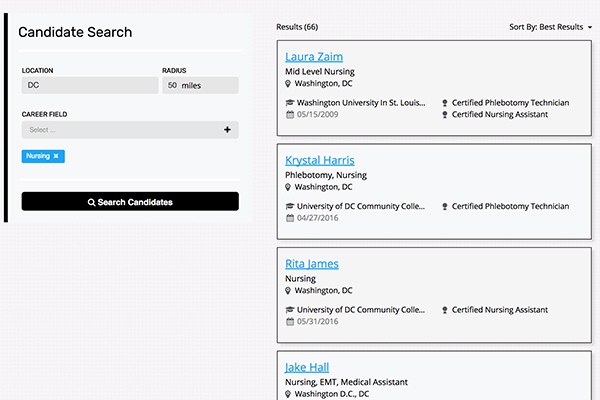 Candidate Search
LOCATION
RADIUS
DC
50 miles
CAREER FIELD
Select ...
Nursing
Search Candidates
Results (66)
Sort By: Best Results
Laura Zaim
Mid Level Nursing
Washington, DC
Washington University In St. Louis...
Certified Phlebotomy Technician
05/15/2009
Certified Nursing Assistant
Krystal Harris
Phlebotomy, Nursing
Washington, DC
University of DC Community Colle...
Certified Phlebotomy Technician
04/27/2016
Rita James
Nursing
Washington, DC
University of DC Community Colle...
Certified Nursing Assistant
05/31/2016
Jake Hall
Nursing, EMT, Medical Assistant
Washington D.C., DC